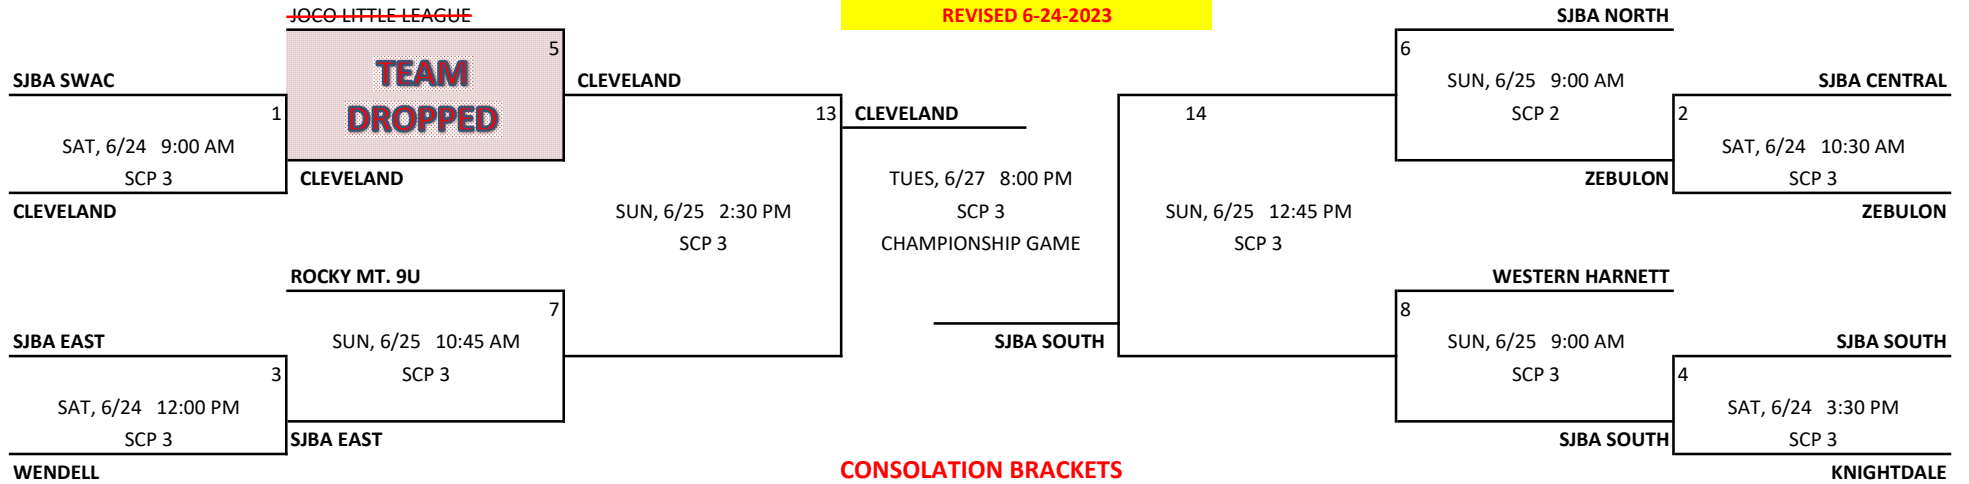 JOCO LITTLE LEAGUE
REVISED 6-24-2023
SJBA NORTH
5
6
TEAM
DROPPED
SJBA SWAC
CLEVELAND
SUN, 6/25 9:00 AM
SJBA CENTRAL
1
13
CLEVELAND
14
SCP 2
2
SAT, 6/24 9:00 AM
SAT, 6/24 10:30 AM
SCP 3
CLEVELAND
TUES, 6/27 8:00 PM
ZEBULON
SCP 3
CLEVELAND
SUN, 6/25 2:30 PM
SCP 3
SUN, 6/25 12:45 PM
ZEBULON
SCP 3
CHAMPIONSHIP GAME
SCP 3
ROCKY MT. 9U
WESTERN HARNETT
7
8
SJBA EAST
SUN, 6/25 10:45 AM
SJBA SOUTH
SUN, 6/25 9:00 AM
SJBA SOUTH
3
SCP 3
SCP 3
4
SAT, 6/24 12:00 PM
SAT, 6/24 3:30 PM
SCP 3
SJBA EAST
SJBA SOUTH
SCP 3
WENDELL
CONSOLATION BRACKETS
KNIGHTDALE